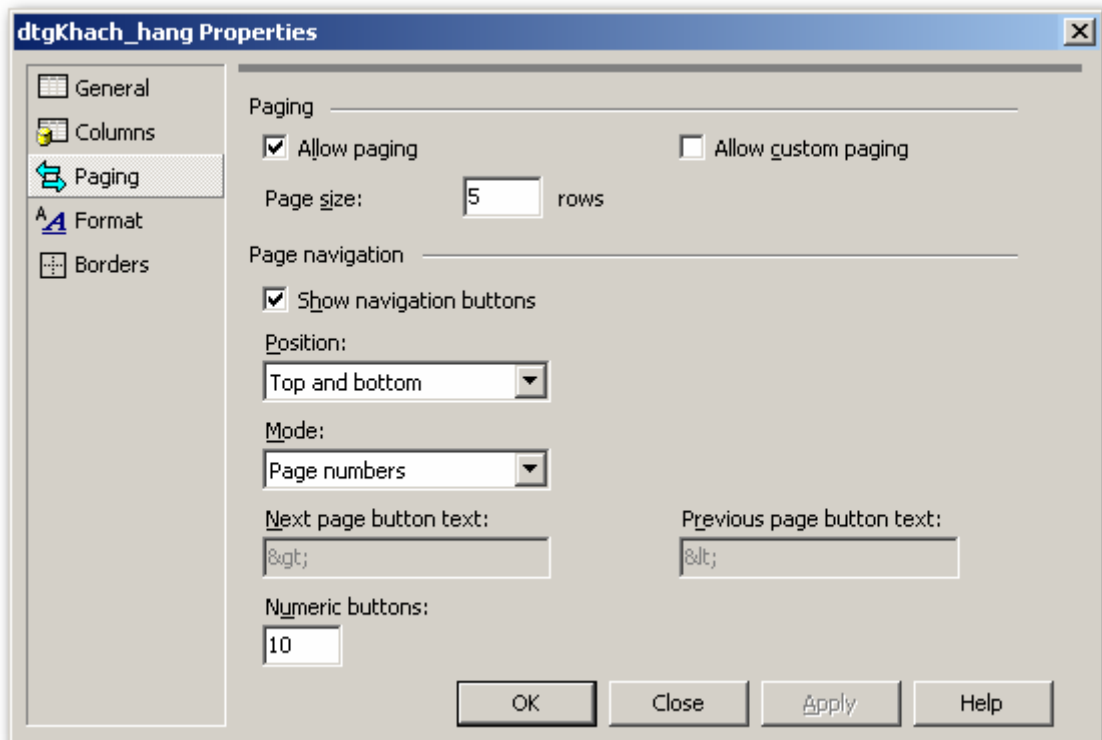 dtgKhach_hang Properties
General
Columns
Paging
Format
Borders
Paging
Allow paging
Allow custom paging
Page size:
5
rows
Page navigation
Show navigation buttons
Position:
Top and bottom
Mode:
Page numbers
Next page button text:
Previous page button text:
&gt;
&lt;
Numeric buttons:
10
OK
Close
Apply
Help